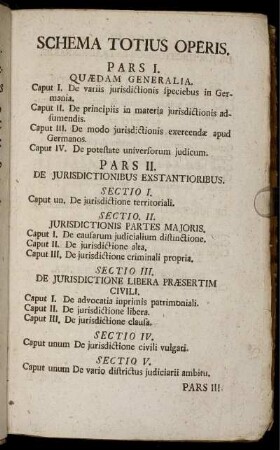 SCHEMA TOTIUS OPERIS.
PARS I.
QUÆDAM GENERALIA.
Caput I. De variis jurisdictionis speciebus in Ger-
mania.
Caput II. De principiis in materia jurisdictionis ad-
sumendis.
Caput III. De modo jurisdictionis exercendæ apud
Germanos.
Caput IV. De potestate universorum judicum.
PARS II.
DE JURISDICTIONIBUS EXSTANTIORIBUS.
SECTIO I.
Caput un. De jurisdictione territoriali.
SECTIO. II.
JURISDICTIONIS PARTES MAJORIS.
Caput I. De causarum judicialium distinctione.
Caput II. De jurisdictione alta.
Caput III. De jurisdictione criminali propria.
SECTIO III.
DE JURISDICTIONE LIBERA PRÆSERTIM
CIVILI.
Caput I. De advocatia inprimis patrimoniali.
Caput II. De jurisdictione libera.
Caput III. De jurisdictione clausa.
SECTIO IV.
Caput unum De jurisdictione civili vulgari.
SECTIO V.
Caput unum De vario districtus judiciarii ambitu.
PARS III